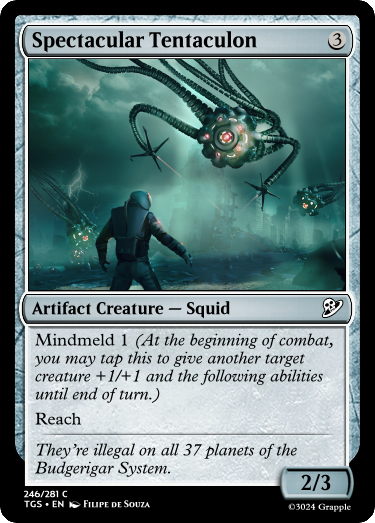 Spectacular Tentaculon 3
Artifact Creature — Squid
Mindmeld 1 (At the beginning of combat,
you may tap this to give another target
creature +1/+1 and the following abilities
until end of turn.)
Reach
They're illegal on all 37 planets of the
Budgerigar System.
2/3
246/281 C
TGS • EN Filipe de Souza
©3024 Grapple